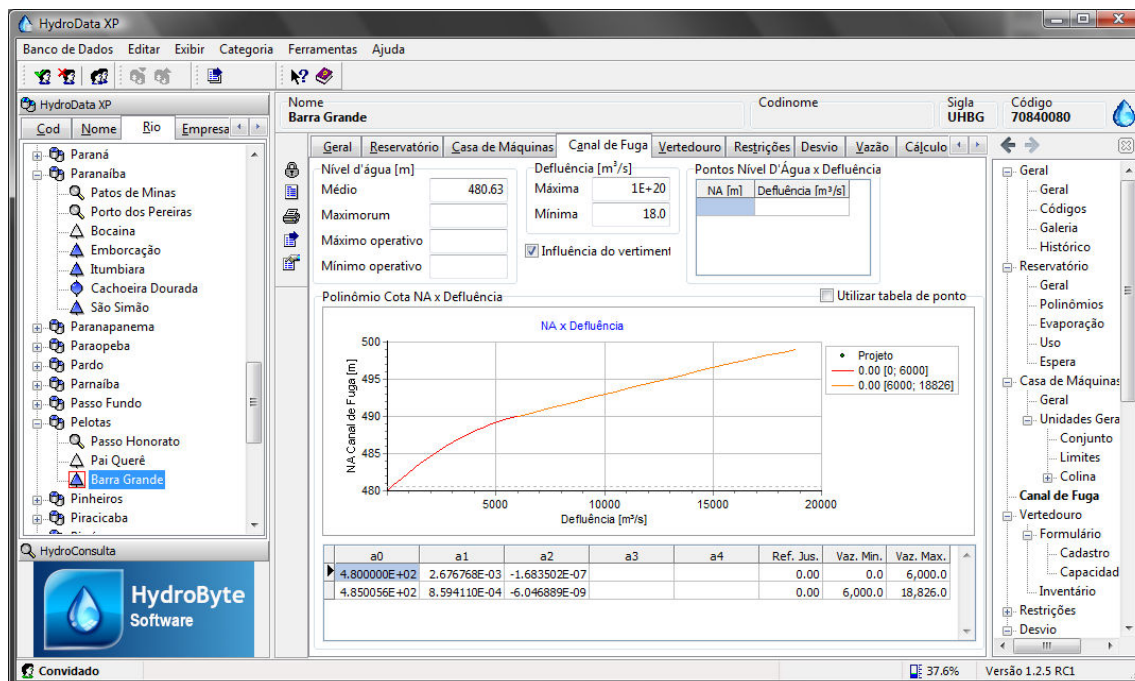 HydroData XP
Banco de Dados Editar Exibir Categoria Ferramentas Ajuda
HydroData XP
Cod Nome Rio Empresa
Paraná
Paranaíba
Patos de Minas
Porto dos Pereiras
Bocaina
Emborcação
Itumbiara
Cachoeira Dourada
São Simão
Paranapanema
Paraopeba
Pardo
Parnaíba
Passo Fundo
Pelotas
Passo Honorato
Pai Querê
Barra Grande
Pinheiros
Piracicaba
HydroConsulta
HydroByte
Software
Nome Codinome Sigla Código
Barra Grande UHBG 70840080
Geral Reservatório Casa de Máquinas Canal de Fuga Vertedouro Restrições Desvio Vazão Cálculo
Nível d'água [m]
Médio 480.63
Maximorum
Máximo operativo
Mínimo operativo
Defluência [m³/s]
Máxima 1E+20
Mínima 18.0
Influência do vertiment
Pontos Nível D'Água x Defluência
NA [m] Defluência [m³/s]
Polinômio Cota NA x Defluência
Utilizar tabela de ponto
NA x Defluência
NA Canal de Fuga [m]
500
495
490
485
480
5000 10000 15000 20000
Defluência [m³/s]
Projeto
0.00 [0; 6000]
0.00 [6000; 18826]
a0 a1 a2 a3 a4 Ref. Jus. Vaz. Min. Vaz. Max.
4.800000E+02 2.676768E-03 -1.683502E-07 0.00 0.0 6,000.0
4.850056E+02 8.594110E-04 -6.046889E-09 0.00 6,000.0 18,826.0
Geral
Geral
Códigos
Galeria
Histórico
Reservatório
Geral
Polinômios
Evaporação
Uso
Espera
Casa de Máquinas
Geral
Unidades Gera
Conjunto
Limites
Colina
Canal de Fuga
Vertedouro
Formulário
Cadastro
Capacidad
Inventário
Restrições
Desvio
Convidado 37.6% Versão 1.2.5 RC1